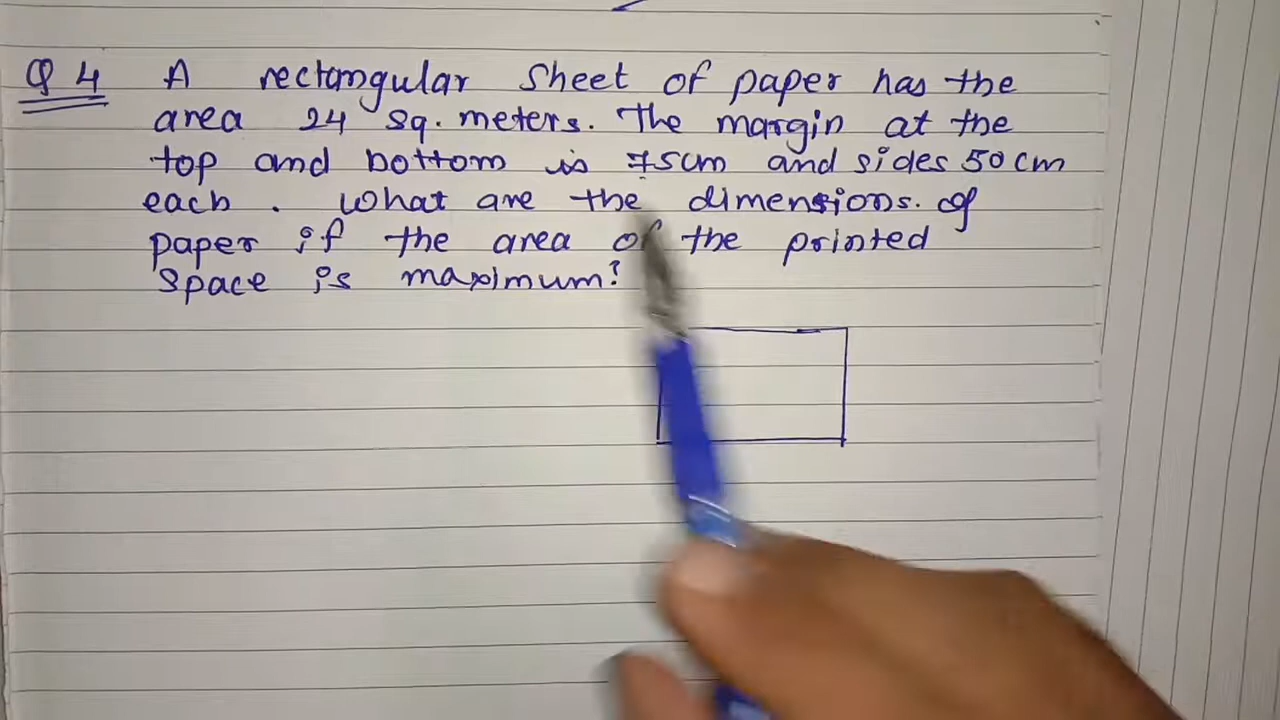 Q 4 A rectangular Sheet of paper has the
area 24 sq. meters. The margin at the
top and bottom is 75cm and sides 50 cm
each. What are the dimensions. of
paper if the area of the printed
space is maximum?